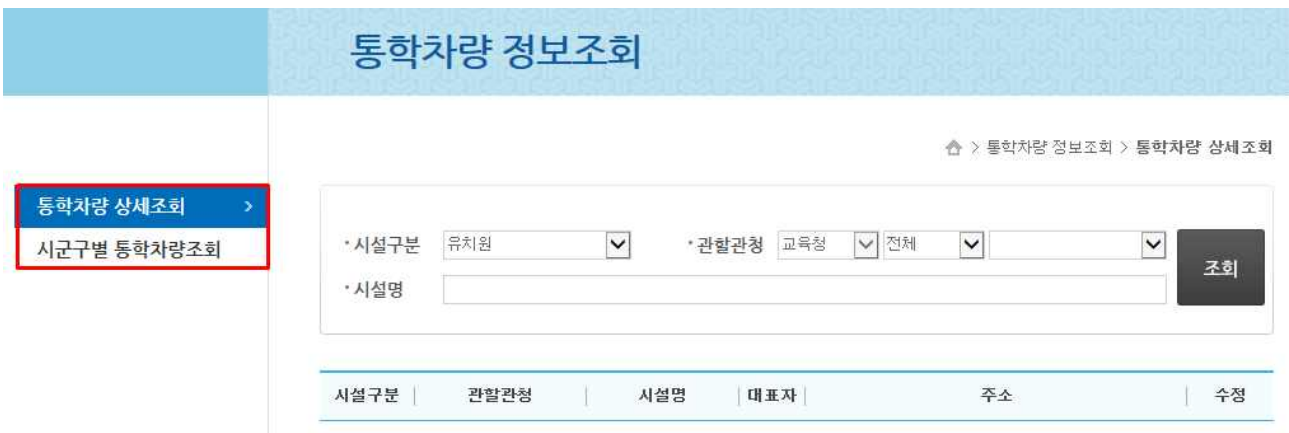 통학차량 정보조회
> 통학차량 정보조회 > 통학차량 상세조회
통학차량 상세조회 >
시군구별 통학차량조회
·시설구분 유치원 ·관할관청 교육청 전체
조회
·시설명
시설구분 관할관청 시설명 대표자 주소 수정